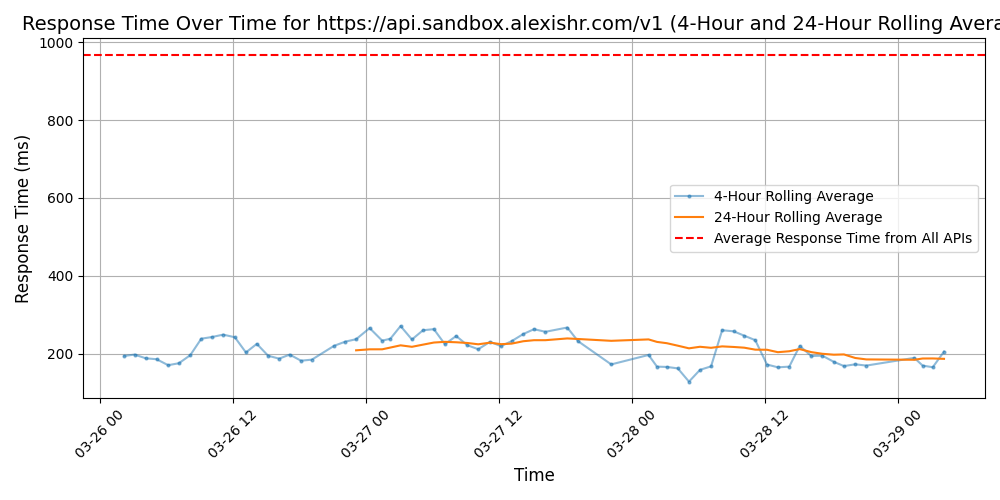 Response Time Over Time for https://api.sandbox.alexishr.com/v1 (4-Hour and 24-Hour Rolling Avera
Response Time (ms)
1000
800
600
400
200
4-Hour Rolling Average
24-Hour Rolling Average
Average Response Time from All APIs
03-26 00
03-26 12
03-27 00
03-27 12
03-28 00
03-28 12
03-29 00
Time